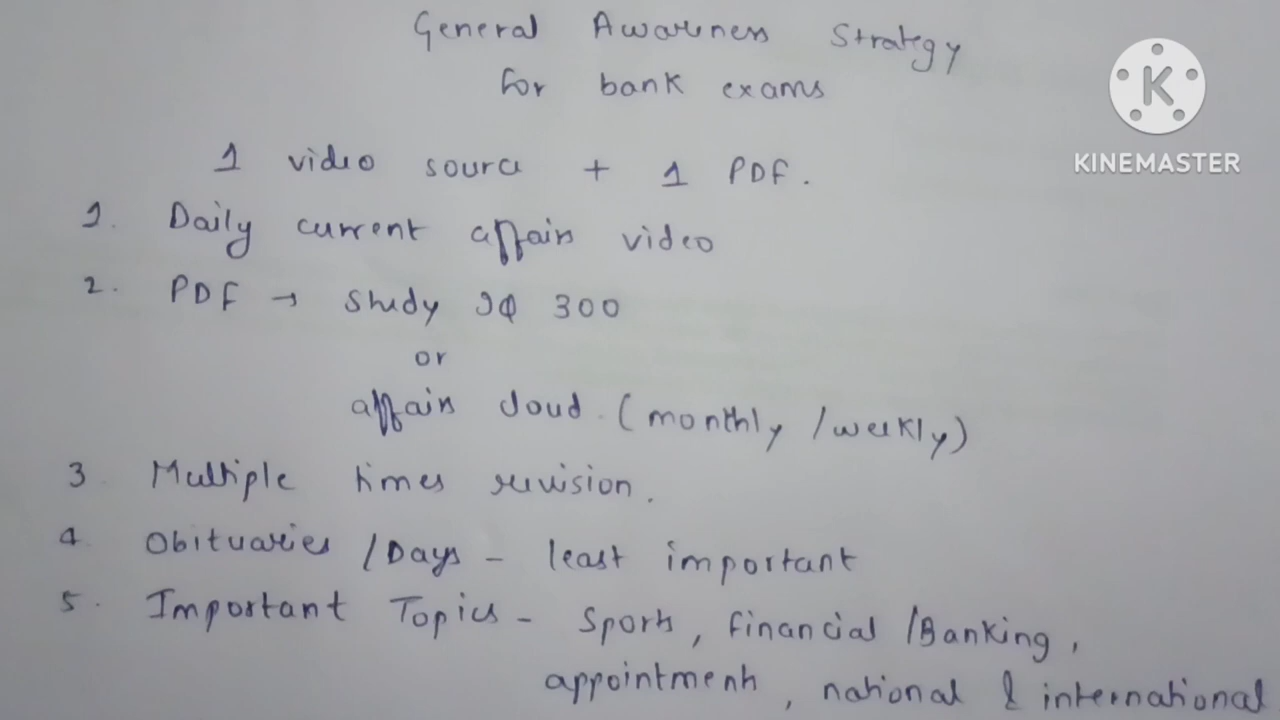 General Awareness Strategy
for bank exams
K
KINEMASTER
1 video source + 1 PDF.
1. Daily current affairs video
2. PDF → Study IQ 300
or
affairs cloud. (monthly /weekly)
3. Multiple times revision.
4. Obituaries /Days - least important
5. Important Topics - Sports, financial /Banking,
appointments, national & international